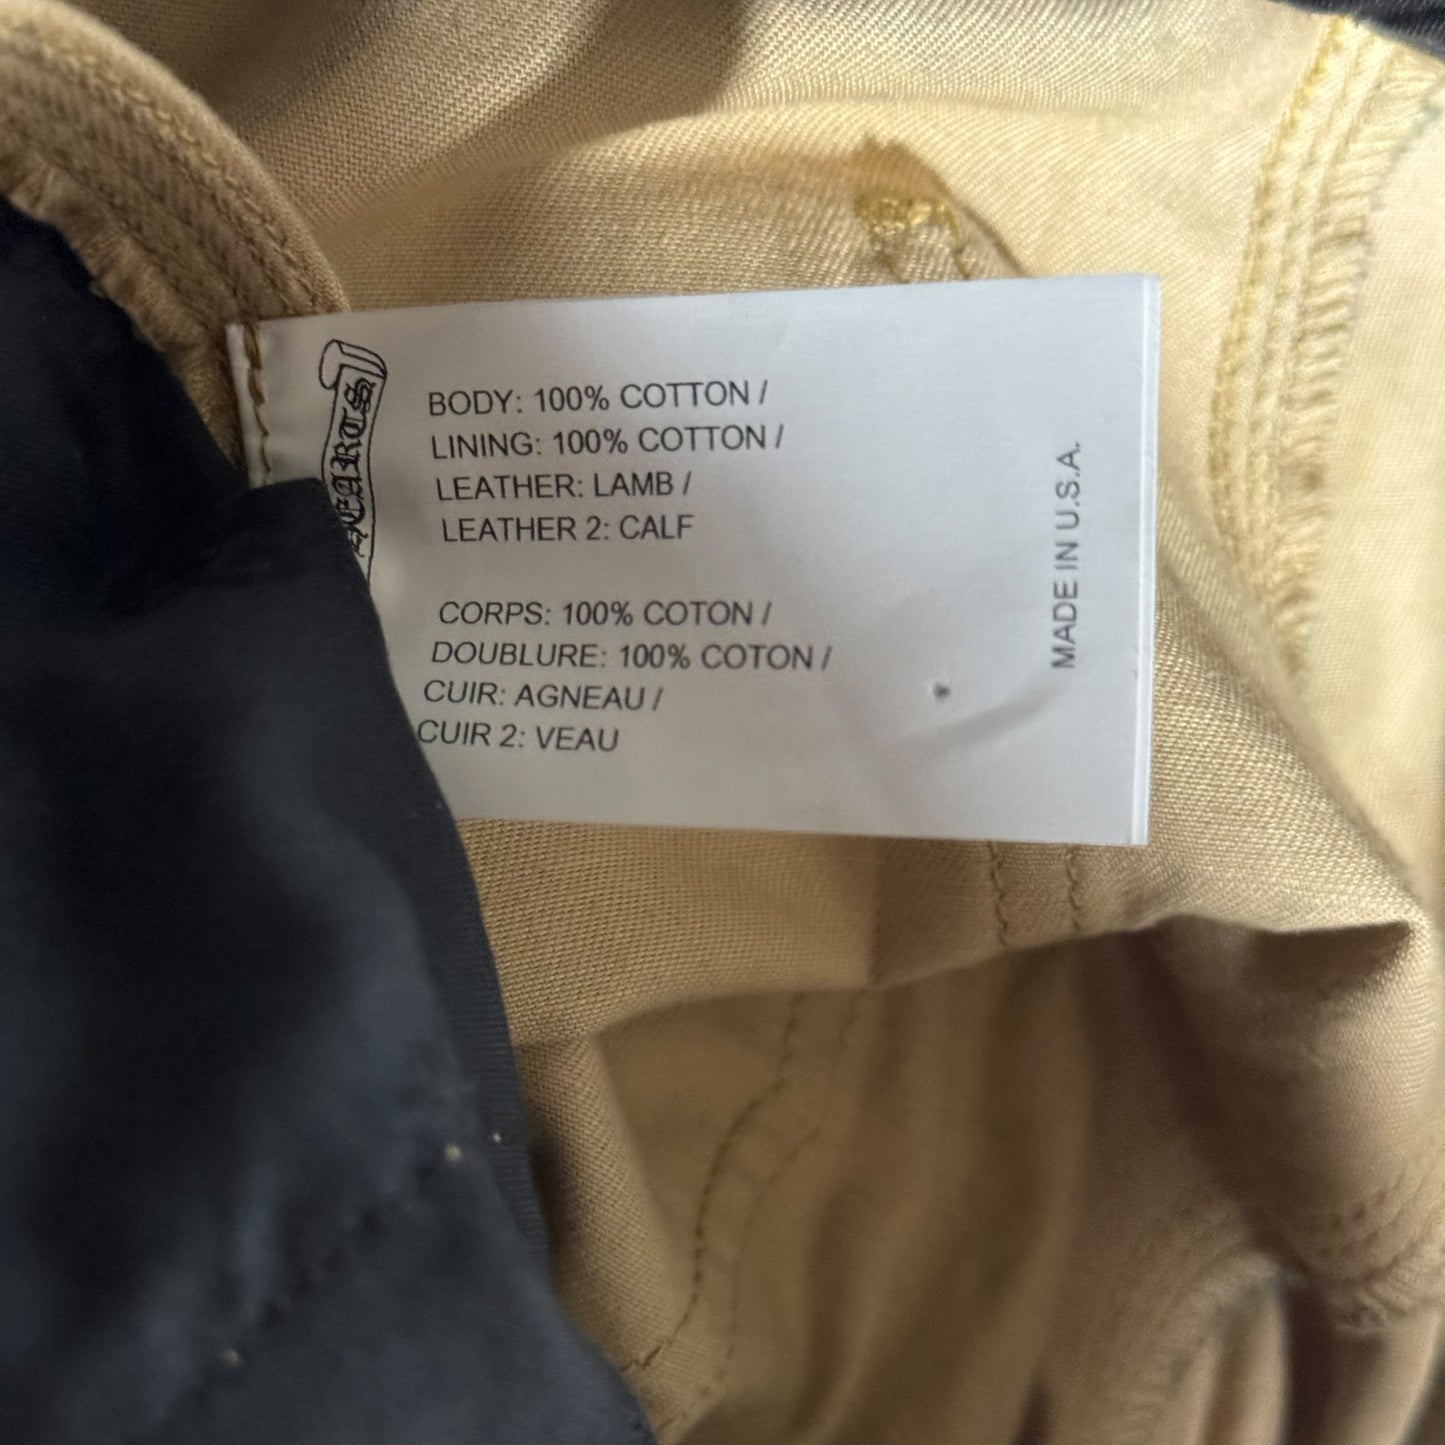 HEARTS
BODY: 100% COTTON /
LINING: 100% COTTON /
LEATHER: LAMB /
LEATHER 2: CALF
CORPS: 100% COTON /
DOUBLURE: 100% COTON /
CUIR: AGNEAU /
CUIR 2: VEAU
MADE IN U.S.A.